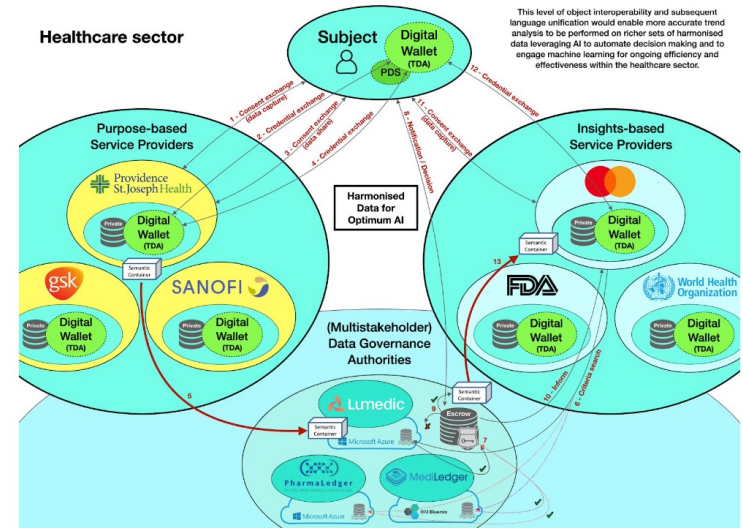 Healthcare sector
This level of object interoperability and subsequent
language unification would enable more accurate trend
analysis to be performed on richer sets of harmonised
data leveraging AI to automate decision making and to
engage machine learning for ongoing efficiency and
effectiveness within the healthcare sector.
Subject
Digital
Wallet
(TDA)
PDS
1 - Consent exchange
(data capture)
2 - Credential exchange
3 - Consent exchange
(data share)
4 - Credential exchange
8 - Notification / Decision
11 - Consent exchange
(data capture)
12 - Credential exchange
Purpose-based
Service Providers
Providence
St.Joseph Health
Private
Digital
Wallet
(TDA)
Semantic
Container
gsk
Private
Digital
Wallet
(TDA)
SANOFI
Private
Digital
Wallet
(TDA)
Harmonised
Data for
Optimum AI
Insights-based
Service Providers
Private
Digital
Wallet
(TDA)
Semantic
Container
13
FDA
Private
Digital
Wallet
(TDA)
World Health
Organization
Private
Digital
Wallet
(TDA)
(Multistakeholder)
Data Governance
Authorities
5
Lumedic
Semantic
Container
Microsoft Azure
Semantic
Container
9
Escrow
7
10 - Inform
6 - Criteria search
PHARMALEDGER
Microsoft Azure
MediLedger
IBM Bluemix